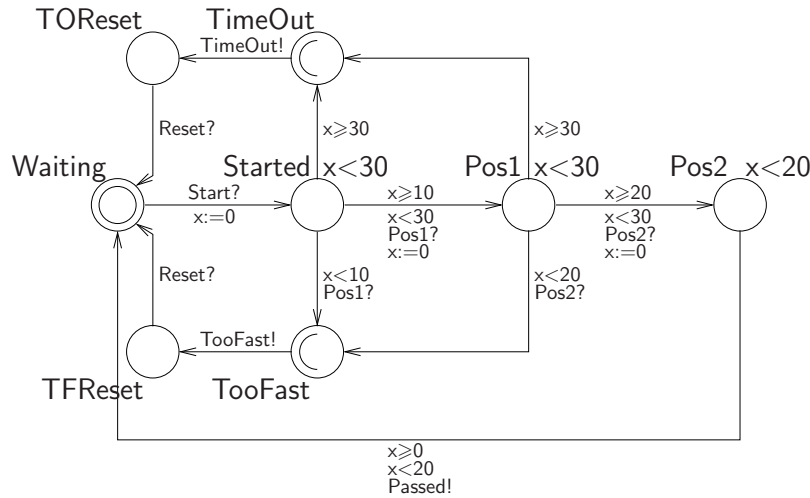 TOReset
TimeOut
TimeOut!
Reset?
x⩾30
x⩾30
Waiting
Started x<30
Pos1 x<30
Pos2 x<20
Start?
x:=0
x⩾10
x<30
Pos1?
x:=0
x⩾20
x<30
Pos2?
x:=0
Reset?
x<10
Pos1?
x<20
Pos2?
TooFast!
TFReset
TooFast
x⩾0
x<20
Passed!